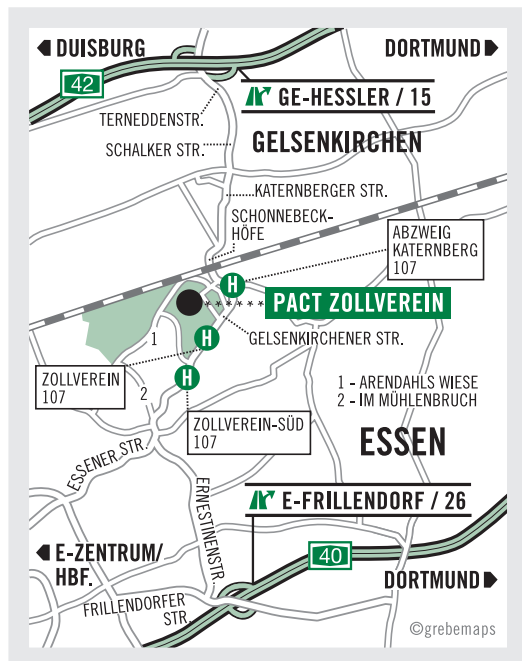 DUISBURG
DORTMUND
42
GE-HESSLER / 15
TERNEDDENSTR.
SCHALKER STR.
GELSENKIRCHEN
KATERNBERGER STR.
SCHONNEBECK-
HÖFE
ABZWEIG
KATERNBERG
107
H
PACT ZOLLVEREIN
H
GELSENKIRCHENER STR.
1
ZOLLVEREIN
107
H
2
1 - ARENDAHLS WIESE
2 - IM MÜHLENBRUCH
ZOLLVEREIN-SÜD
107
ESSEN
ESSENER STR.
ERNESTINENSTR.
E-FRILLENDORF / 26
E-ZENTRUM/
HBF.
40
DORTMUND
FRILLENDORFER
STR.
©grebemaps